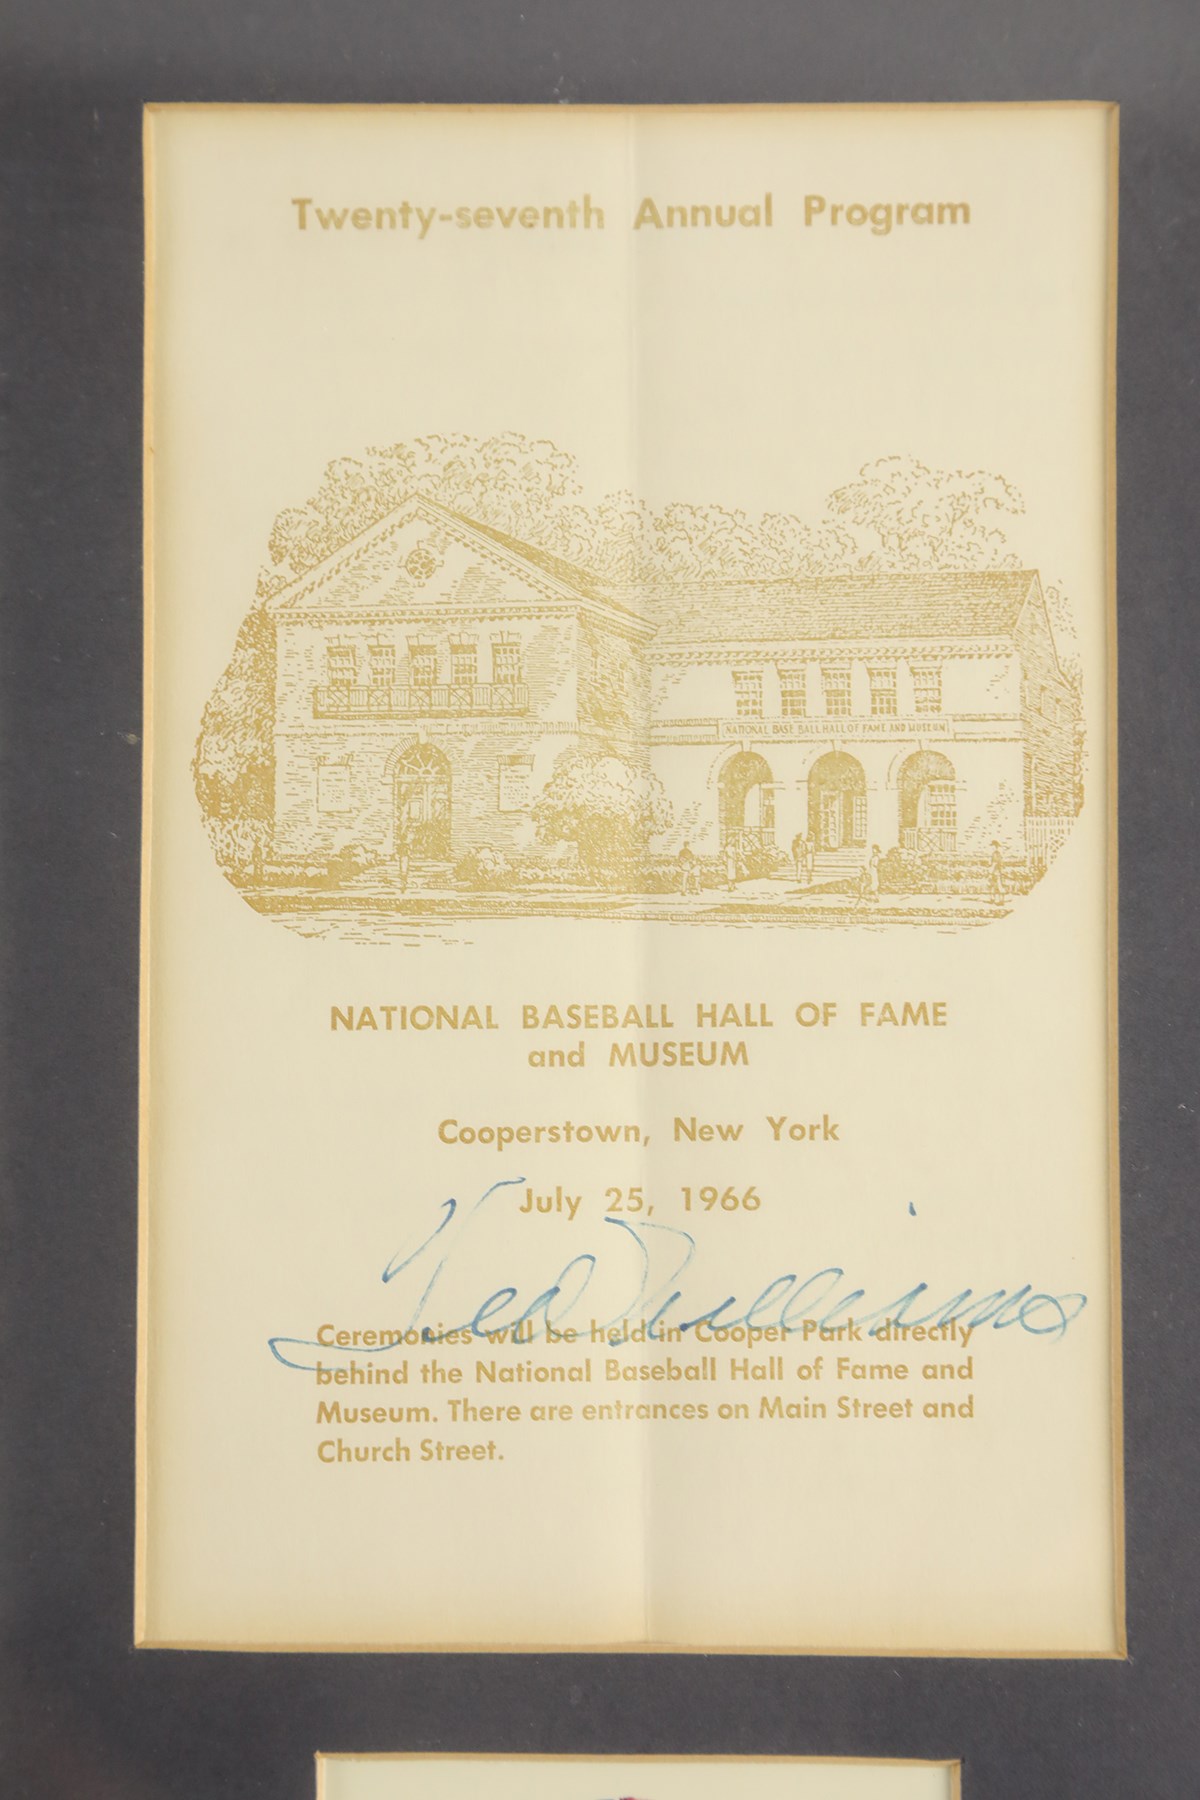 Twenty-seventh Annual Program
NATIONAL BASE BALL HALL OF FAME AND MUSEUM
NATIONAL BASEBALL HALL OF FAME
and MUSEUM
Cooperstown, New York
July 25, 1966
Ted Williams
Ceremonies will be held in Cooper Park directly
behind the National Baseball Hall of Fame and
Museum. There are entrances on Main Street and
Church Street.